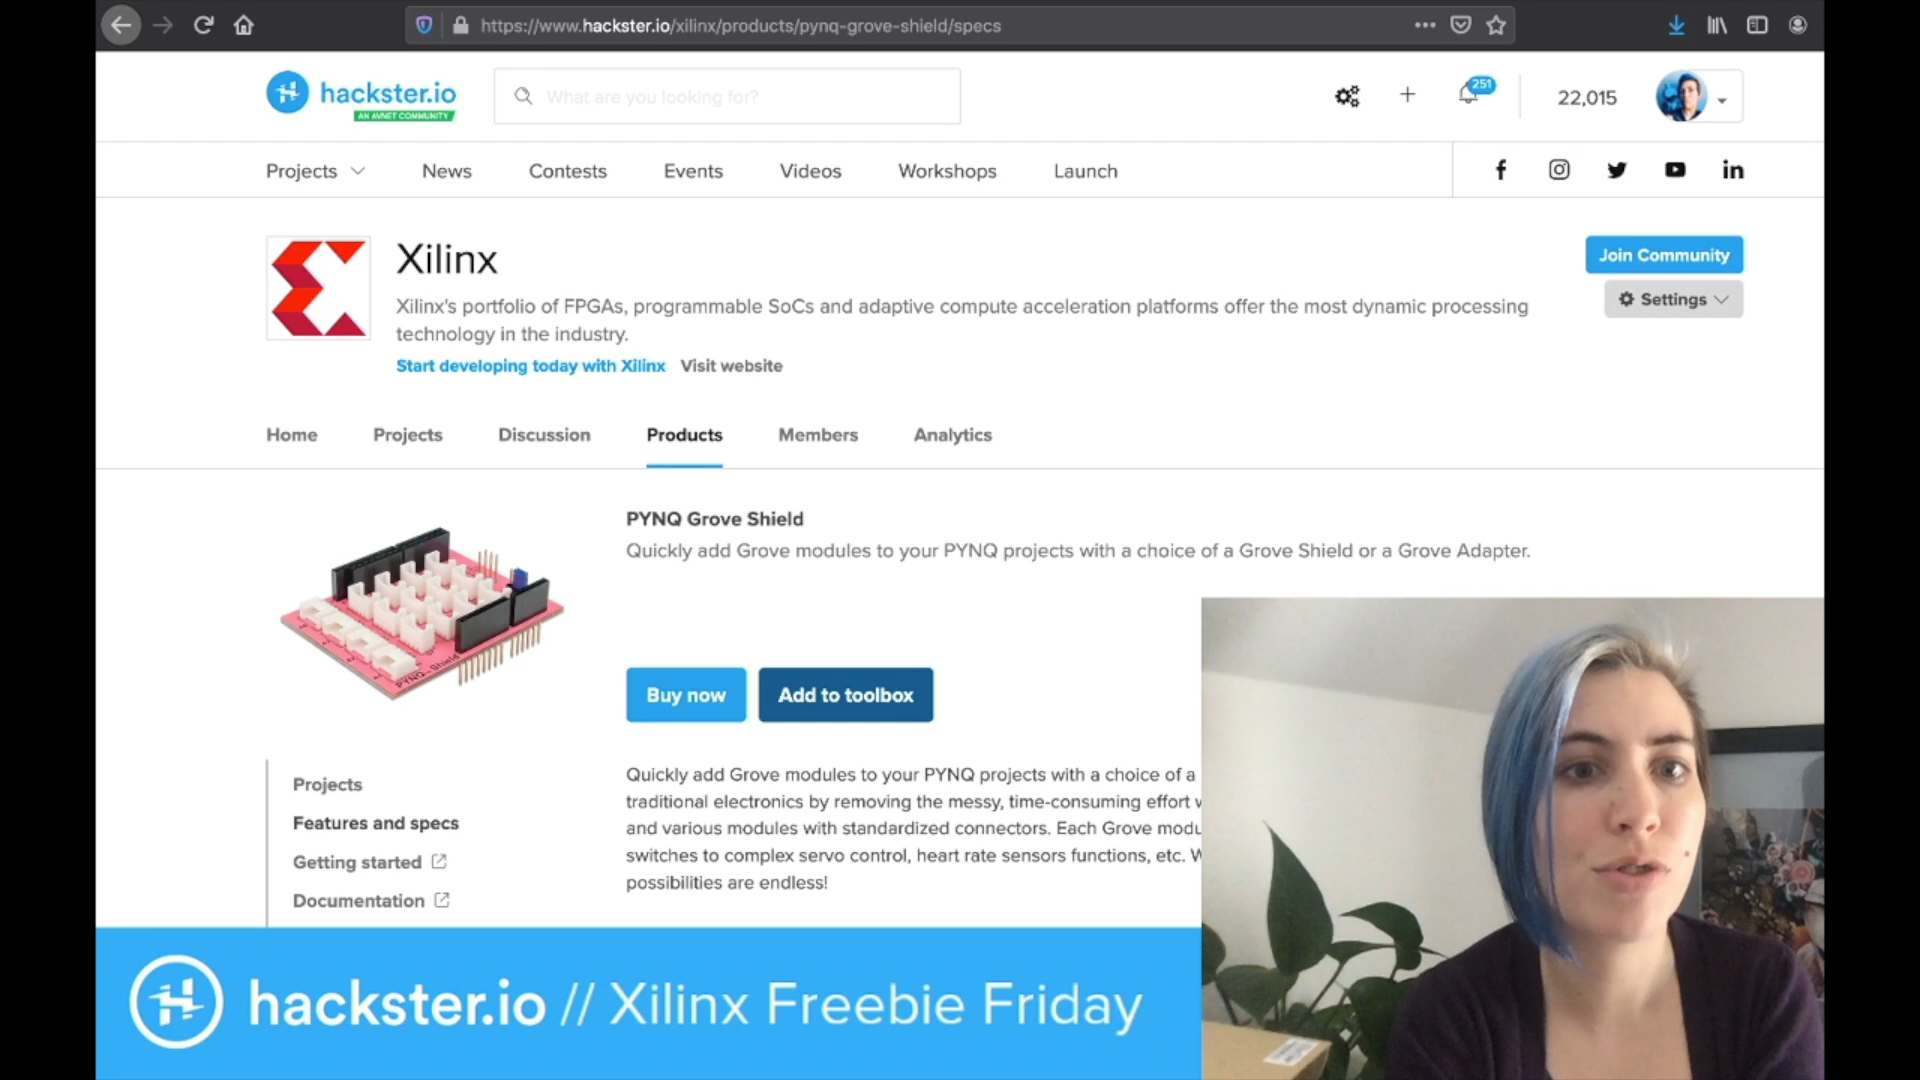 https://www.hackster.io/xilinx/products/pynq-grove-shield/specs
hackster.io
AN AVNET COMMUNITY
What are you looking for?
251
22,015
Projects News Contests Events Videos Workshops Launch
Xilinx
Join Community
Settings
Xilinx's portfolio of FPGAs, programmable SoCs and adaptive compute acceleration platforms offer the most dynamic processing
technology in the industry.
Start developing today with Xilinx Visit website
Home Projects Discussion Products Members Analytics
PYNQ Grove Shield
Quickly add Grove modules to your PYNQ projects with a choice of a Grove Shield or a Grove Adapter.
PYNQ Shield
Buy now Add to toolbox
Projects
Features and specs
Getting started
Documentation
Quickly add Grove modules to your PYNQ projects with a choice of a
traditional electronics by removing the messy, time-consuming effort
and various modules with standardized connectors. Each Grove modu
switches to complex servo control, heart rate sensors functions, etc. W
possibilities are endless!
hackster.io // Xilinx Freebie Friday